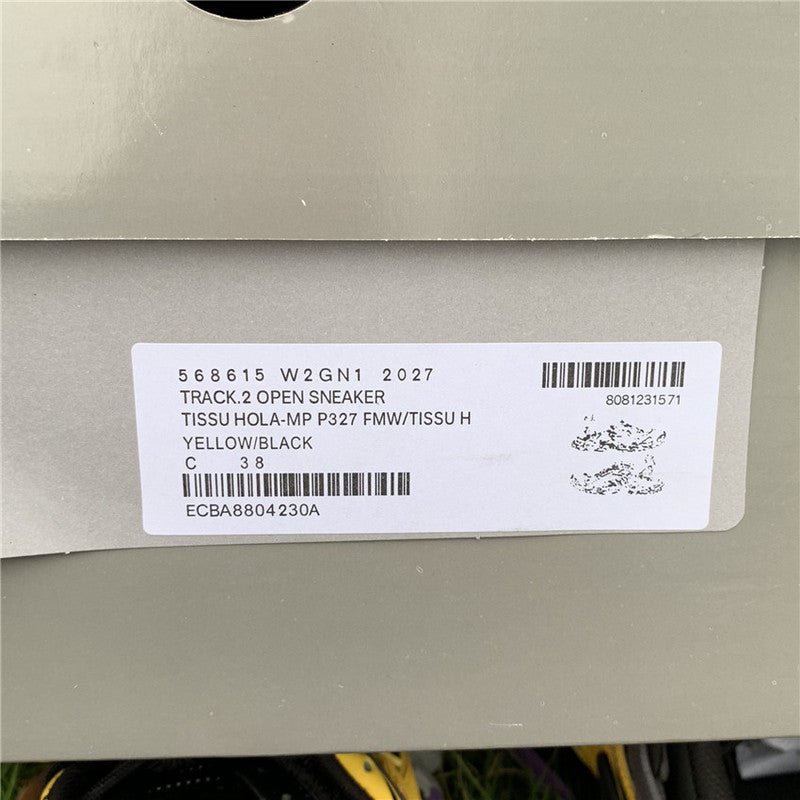 568615 W2GN1 2027
TRACK.2 OPEN SNEAKER
TISSU HOLA-MP P327 FMW/TISSU H
YELLOW/BLACK
C 38
ECBA8804230A
8081231571